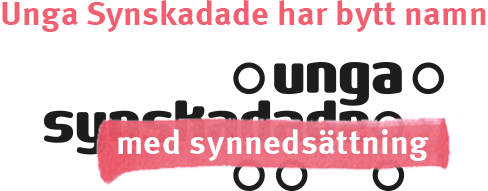 Unga Synskadade har bytt namn
unga
synskadade
med synnedsättning